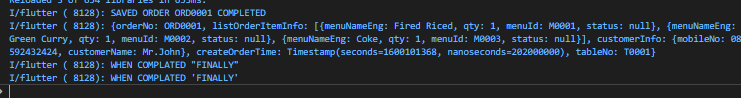 Reloaded 3 of 634 libraries in 655ms.
I/flutter ( 8128): SAVED ORDER ORD0001 COMPLETED
I/flutter ( 8128): {orderNo: ORD0001, listOrderItemInfo: [{menuNameEng: Fired Riced, qty: 1, menuId: M0001, status: null}, {menuNameEng:
Green Curry, qty: 1, menuId: M0002, status: null}, {menuNameEng: Coke, qty: 1, menuId: M0003, status: null}], customerInfo: {mobileNo: 08
592432424, customerName: Mr.John}, createOrderTime: Timestamp(seconds=1600101368, nanoseconds=202000000), tableNo: T0001}
I/flutter ( 8128): WHEN COMPLATED "FINALLY"
I/flutter ( 8128): WHEN COMPLATED 'FINALLY'